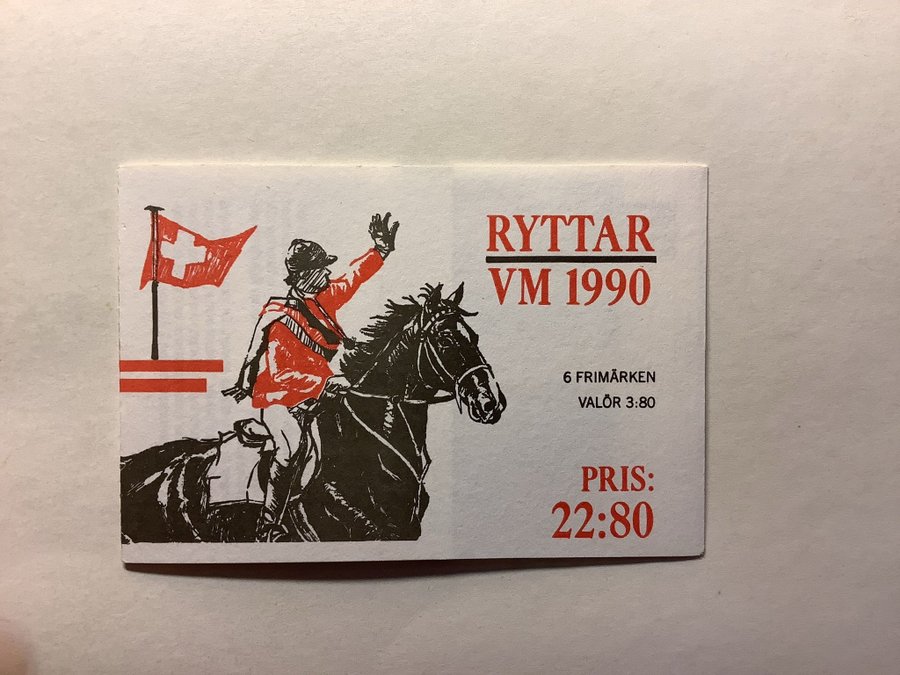 RYTTAR
VM 1990
6 FRIMÄRKEN
VALÖR 3:80
PRIS:
22:80